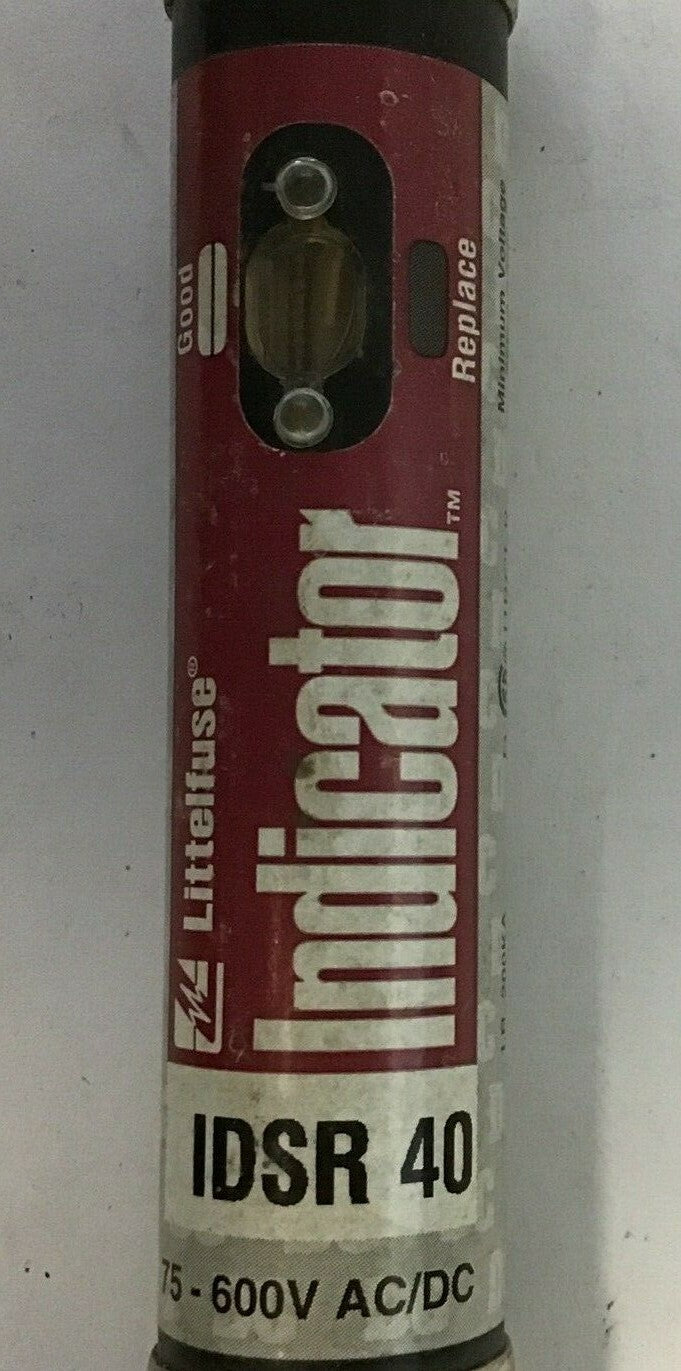 Good
Replace
Minimum Voltage
Littelfuse®
Indicator™
IDSR 40
75 - 600V AC/DC